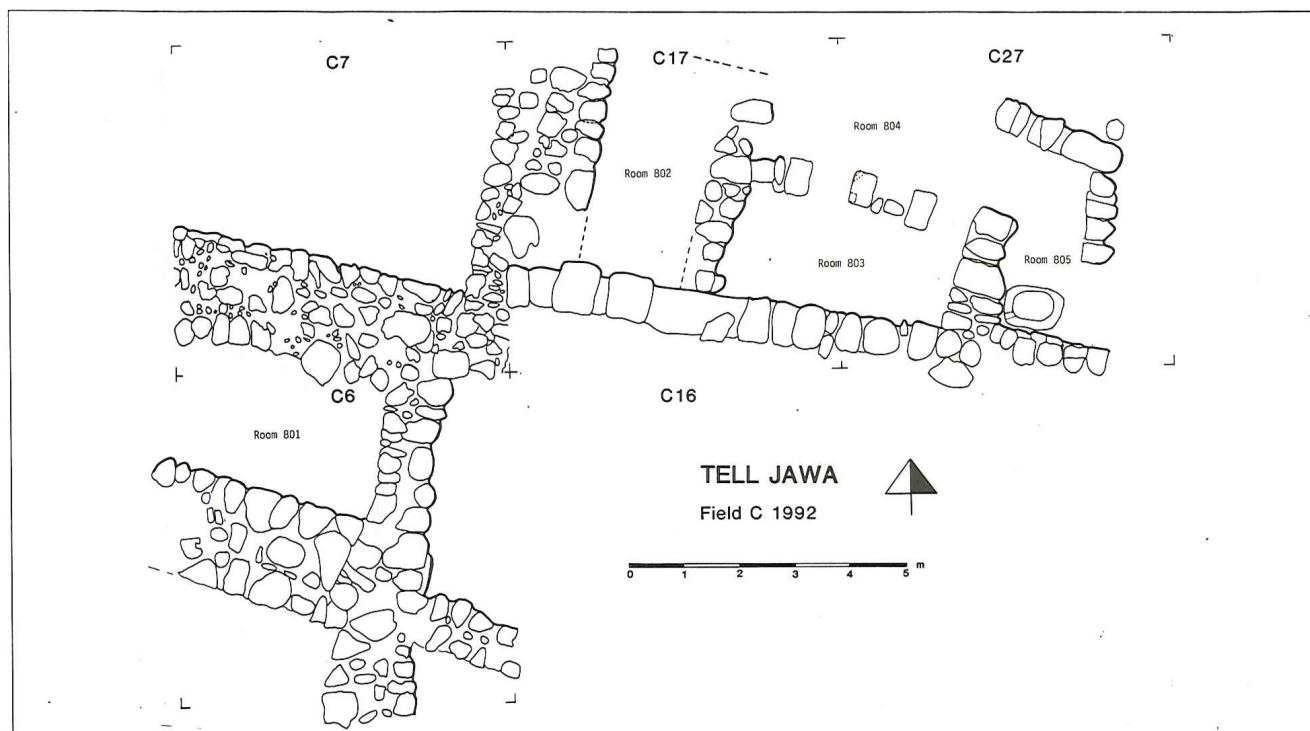 C7
C17
C27
Room 804
Room 802
Room 803
Room 805
C6
C16
Room 801
TELL JAWA
Field C 1992
0 1 2 3 4 5 m